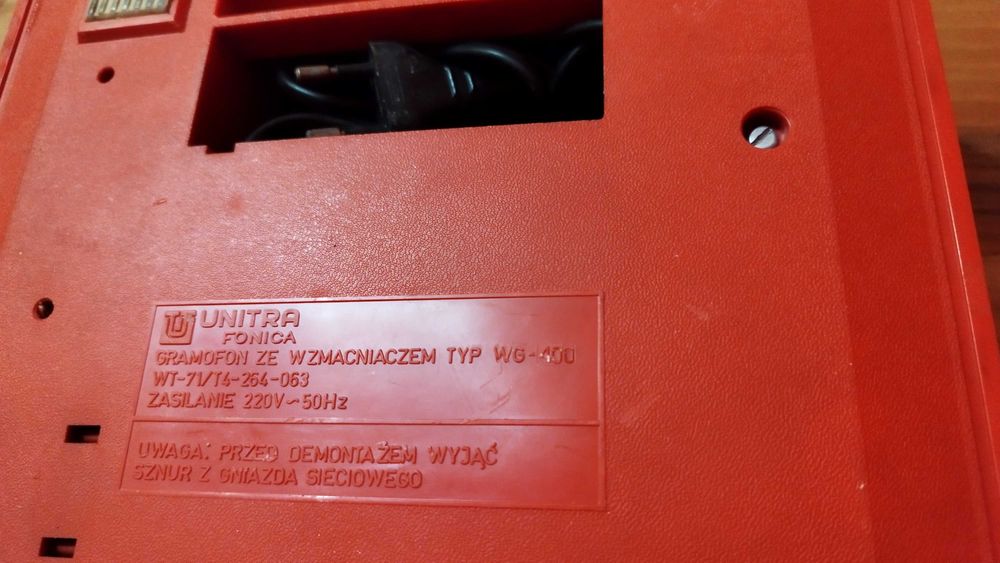 UNITRA
FONICA
GRAMOFON ZE WZMACNIACZEM TYP WG-400
WT-71/T4-264-063
ZASILANIE 220V~50Hz
UWAGA: PRZED DEMONTAŻEM WYJĄĆ
SZNUR Z GNIAZDA SIECIOWEGO